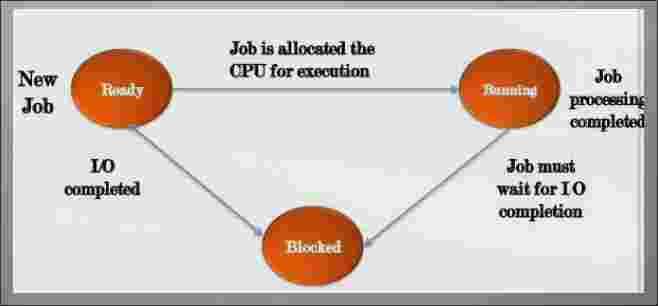 Job is allocated the
CPU for execution
New
Job
Ready
Running
Job
processing
completed
I/O
completed
Job must
wait for I O
completion
Blocked